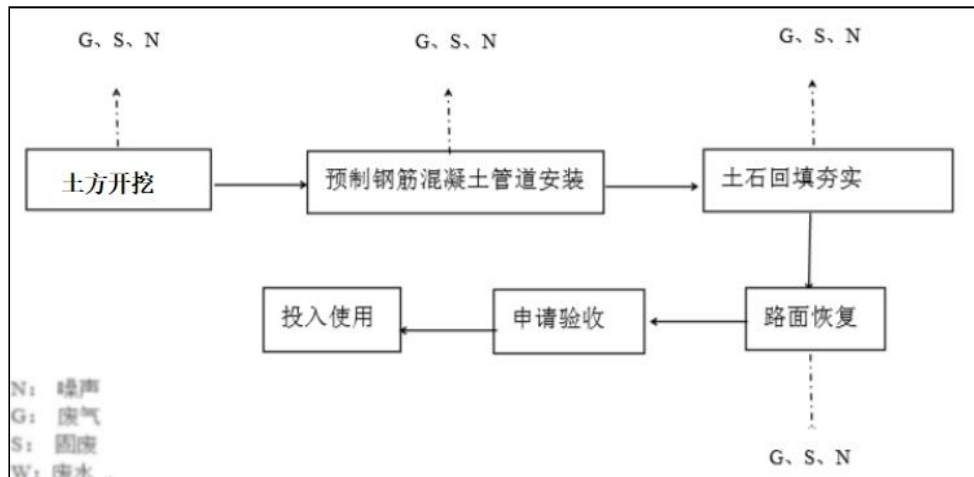 G、S、N
G、S、N
G、S、N
土方开挖
预制钢筋混凝土管道安装
土石回填夯实
投入使用
申请验收
路面恢复
N： 噪声
G： 废气
S： 固废
W：废水
G、S、N